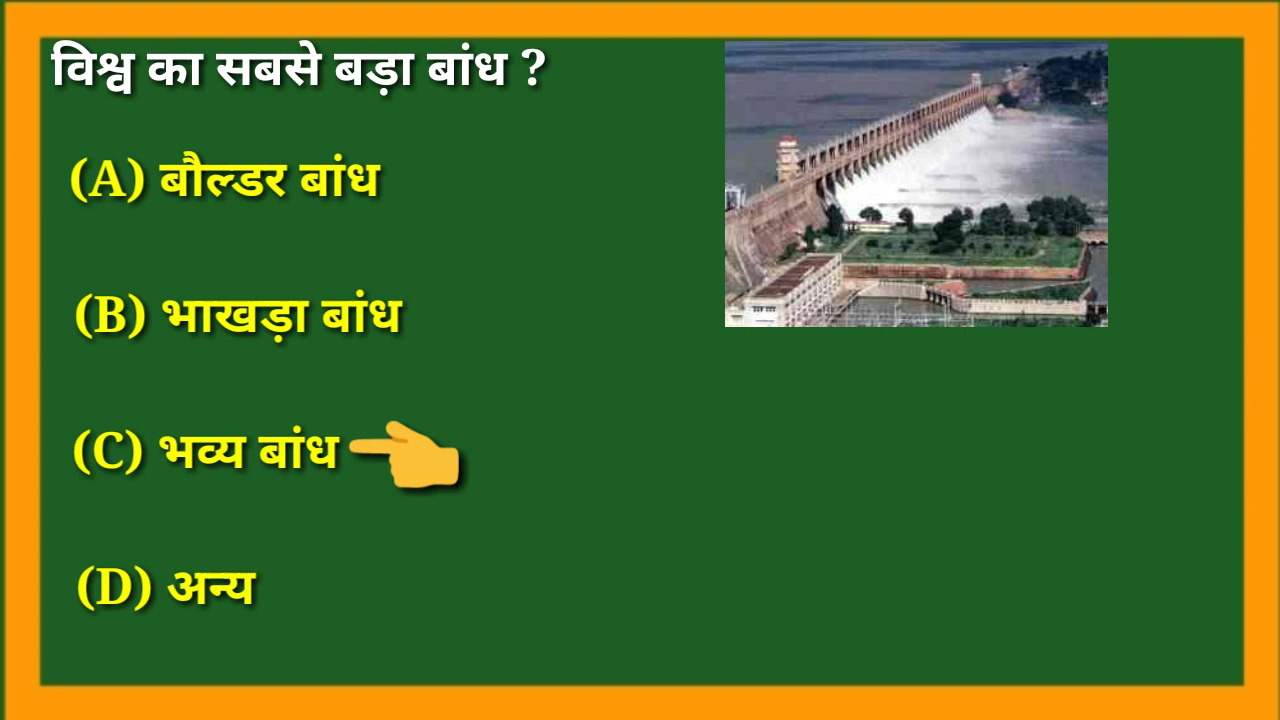 विश्व का सबसे बड़ा बांध ?
(A) बौल्डर बांध
(B) भाखड़ा बांध
(C) भव्य बांध
(D) अन्य